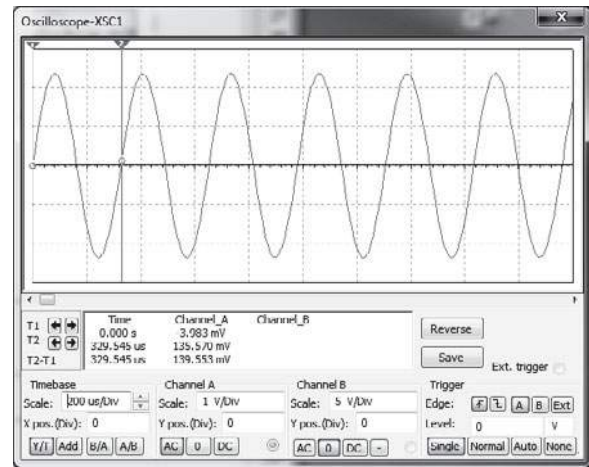 Oscilloscope-XSC1
Time Channel_A Channel_B
T1 0.000 s -3.983 mV
T2 329.545 us 135.570 mV
T2-T1 329.545 us 139.553 mV
Reverse
Save
Ext. trigger
Timebase
Scale: 200 us/Div
X pos.(Div): 0
Y/T Add B/A A/B
Channel A
Scale: 1 V/Div
Y pos.(Div): 0
AC 0 DC
Channel B
Scale: 5 V/Div
Y pos.(Div): 0
AC 0 DC -
Trigger
Edge: A B Ext
Level: 0 V
Single Normal Auto None